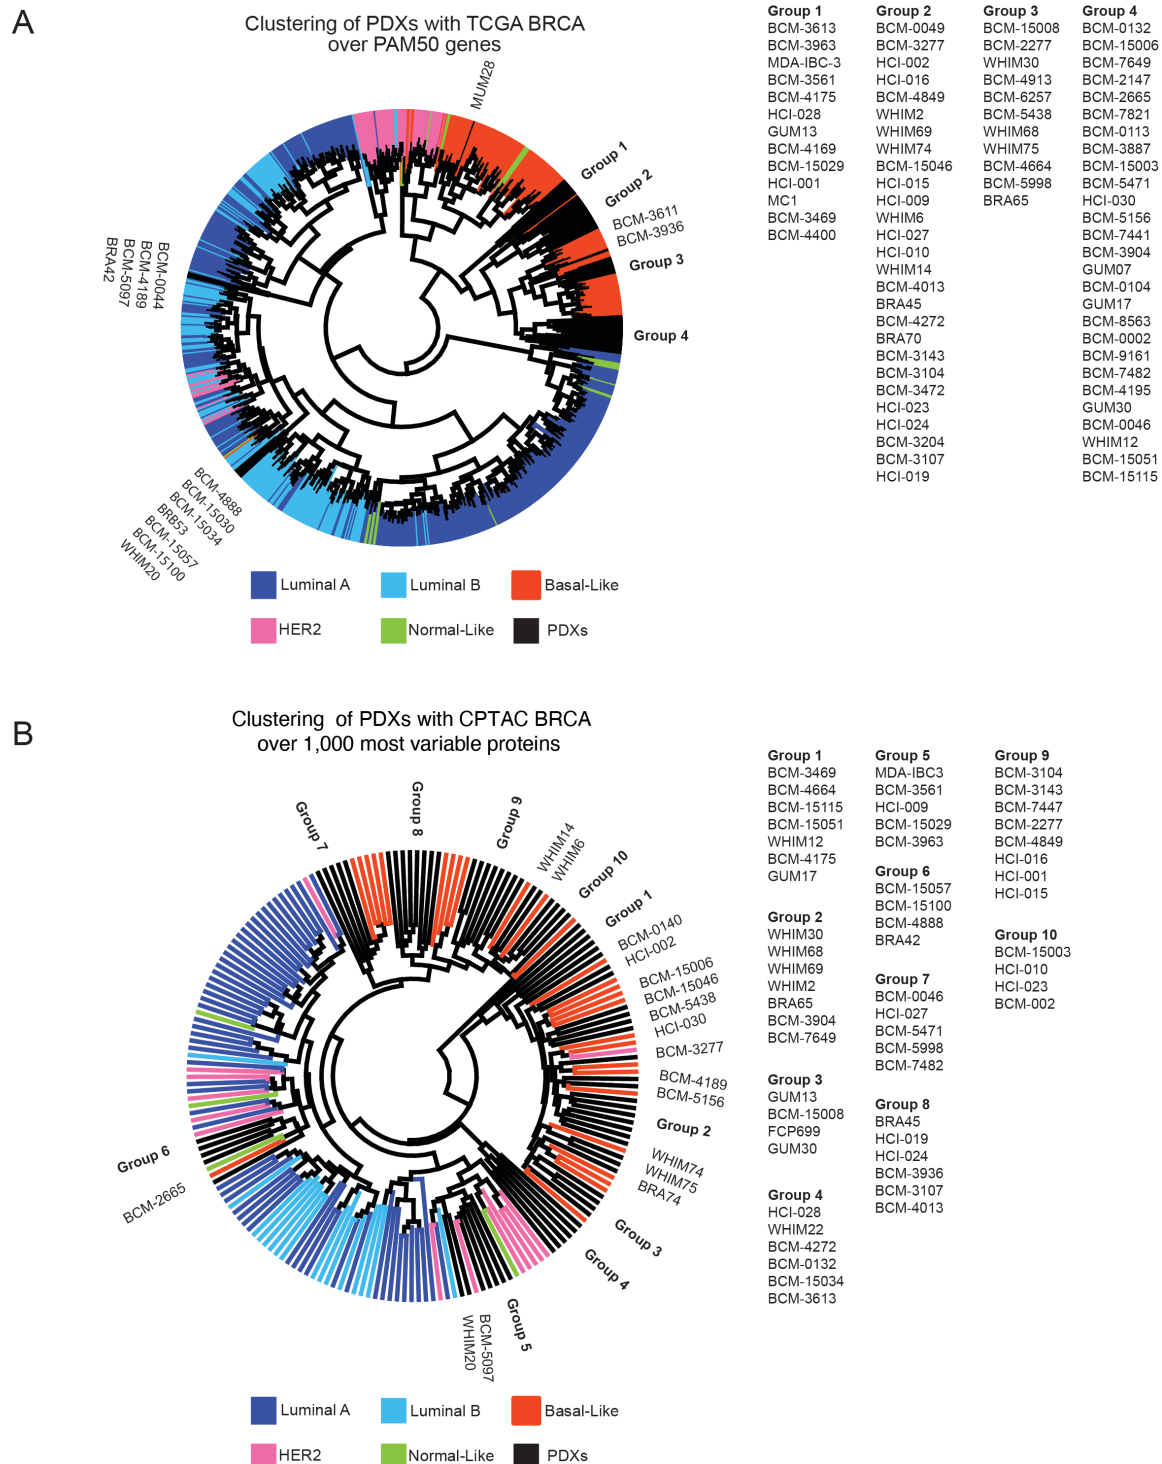 A
Clustering of PDXs with TCGA BRCA
over PAM50 genes
MUM28
Group 1
Group 2
BCM-3611
BCM-3936
Group 3
Group 4
BCM-0044
BCM-4189
BCM-5097
BRA42
BCM-4888
BCM-15030
BCM-15034
BRB53
BCM-15057
BCM-15100
WHIM20
Luminal A
Luminal B
Basal-Like
HER2
Normal-Like
PDXs
Group 1
BCM-3613
BCM-3963
MDA-IBC-3
BCM-3561
BCM-4175
HCI-028
GUM13
BCM-4169
BCM-15029
HCI-001
MC1
BCM-3469
BCM-4400
Group 2
BCM-0049
BCM-3277
HCI-002
HCI-016
BCM-4849
WHIM2
WHIM69
WHIM74
BCM-15046
HCI-015
HCI-009
WHIM6
HCI-027
HCI-010
WHIM14
BCM-4013
BRA45
BCM-4272
BRA70
BCM-3143
BCM-3104
BCM-3472
HCI-023
HCI-024
BCM-3204
BCM-3107
HCI-019
Group 3
BCM-15008
BCM-2277
WHIM30
BCM-4913
BCM-6257
BCM-5438
WHIM68
WHIM75
BCM-4664
BCM-5998
BRA65
Group 4
BCM-0132
BCM-15006
BCM-7649
BCM-2147
BCM-2665
BCM-7821
BCM-0113
BCM-3887
BCM-15003
BCM-5471
HCI-030
BCM-5156
BCM-7441
BCM-3904
GUM07
BCM-0104
GUM17
BCM-8563
BCM-0002
BCM-9161
BCM-7482
BCM-4195
GUM30
BCM-0046
WHIM12
BCM-15051
BCM-15115
B
Clustering of PDXs with CPTAC BRCA
over 1,000 most variable proteins
Group 7
Group 8
Group 9
WHIM14
WHIM6
Group 10
Group 1
BCM-0140
HCI-002
BCM-15006
BCM-15046
BCM-5438
HCI-030
BCM-3277
BCM-4189
BCM-5156
Group 2
WHIM74
WHIM75
BRA74
Group 3
Group 4
Group 5
BCM-5097
WHIM20
Group 6
BCM-2665
Luminal A
Luminal B
Basal-Like
HER2
Normal-Like
PDXs
Group 1
BCM-3469
BCM-4664
BCM-15115
BCM-15051
WHIM12
BCM-4175
GUM17
Group 2
WHIM30
WHIM68
WHIM69
WHIM2
BRA65
BCM-3904
BCM-7649
Group 3
GUM13
BCM-15008
FCP699
GUM30
Group 4
HCI-028
WHIM22
BCM-4272
BCM-0132
BCM-15034
BCM-3613
Group 5
MDA-IBC3
BCM-3561
HCI-009
BCM-15029
BCM-3963
Group 6
BCM-15057
BCM-15100
BCM-4888
BRA42
Group 7
BCM-0046
HCI-027
BCM-5471
BCM-5998
BCM-7482
Group 8
BRA45
HCI-019
HCI-024
BCM-3936
BCM-3107
BCM-4013
Group 9
BCM-3104
BCM-3143
BCM-7447
BCM-2277
BCM-4849
HCI-016
HCI-001
HCI-015
Group 10
BCM-15003
HCI-010
HCI-023
BCM-002